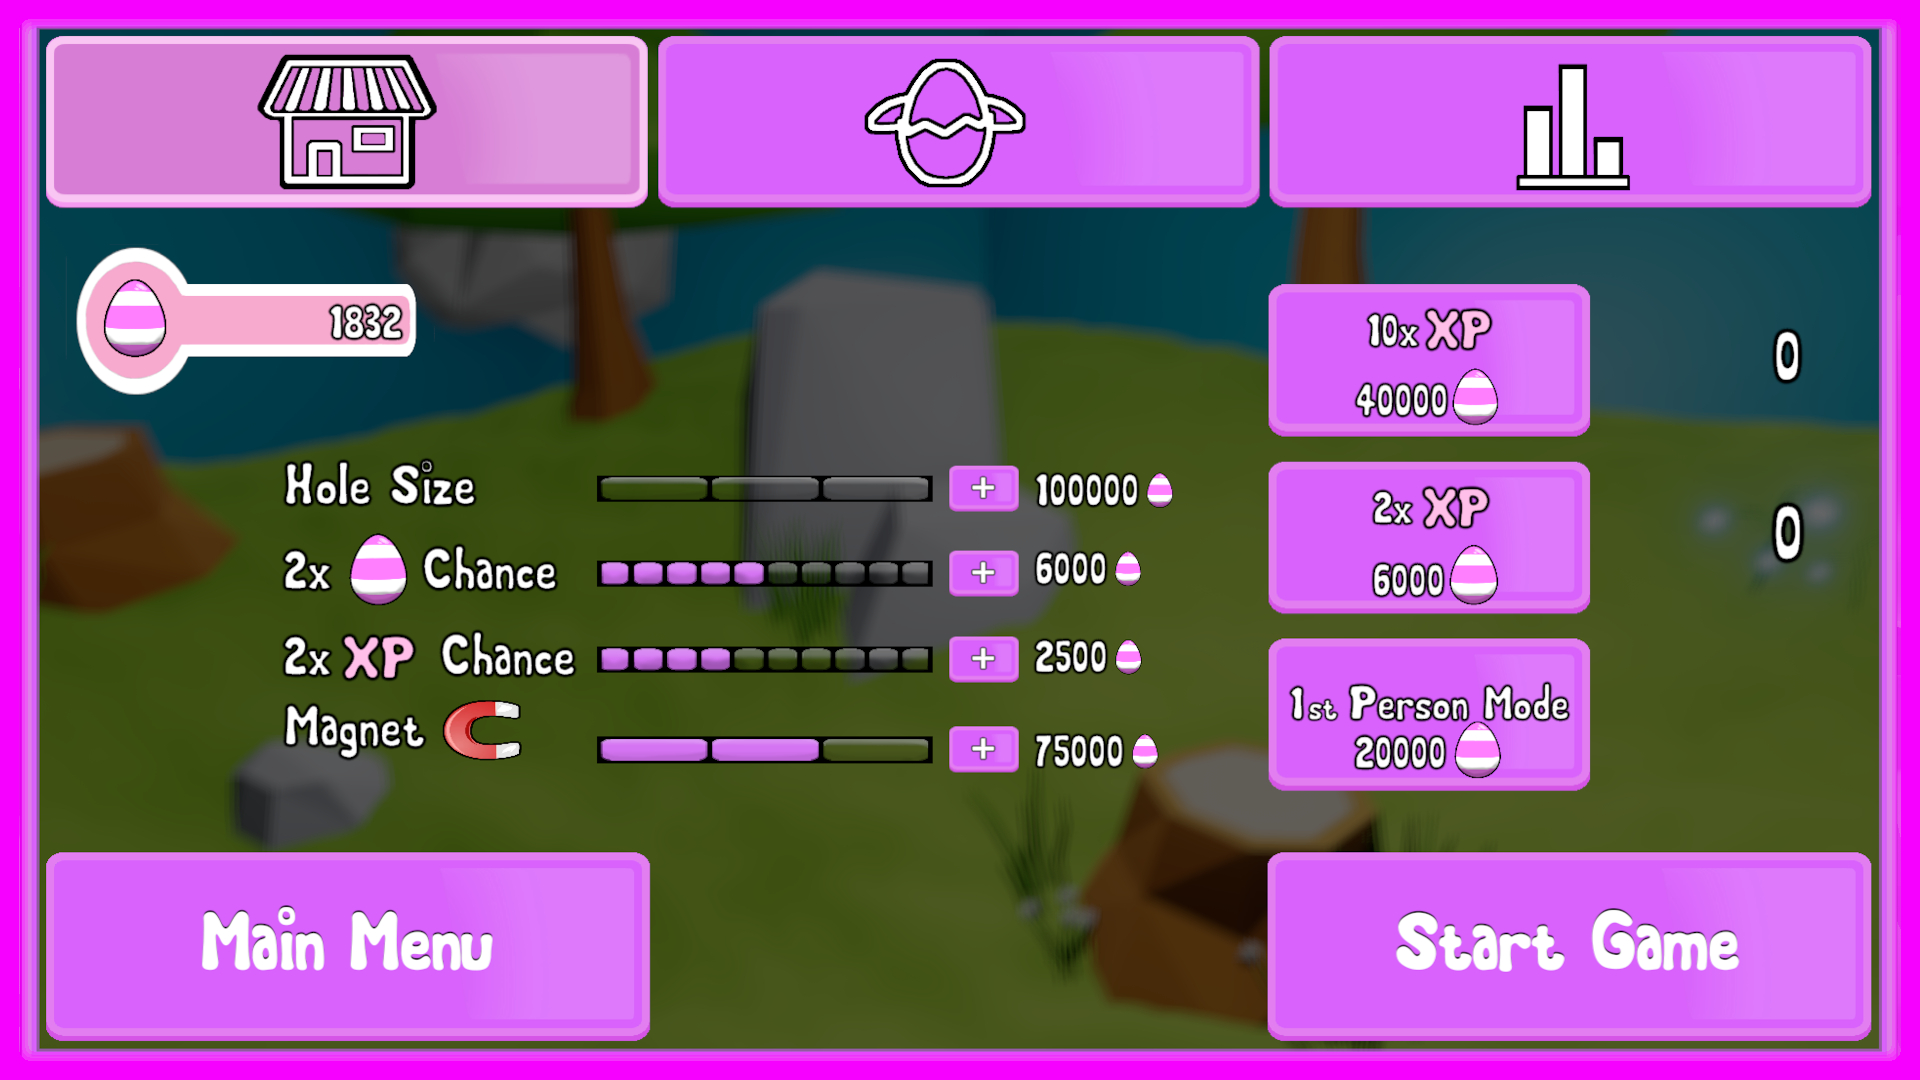 1832
Hole Size + 100000
2x Chance + 6000
2x XP Chance + 2500
Magnet + 75000
10x XP
40000
0
2x XP
6000
0
1st Person Mode
20000
Main Menu
Start Game